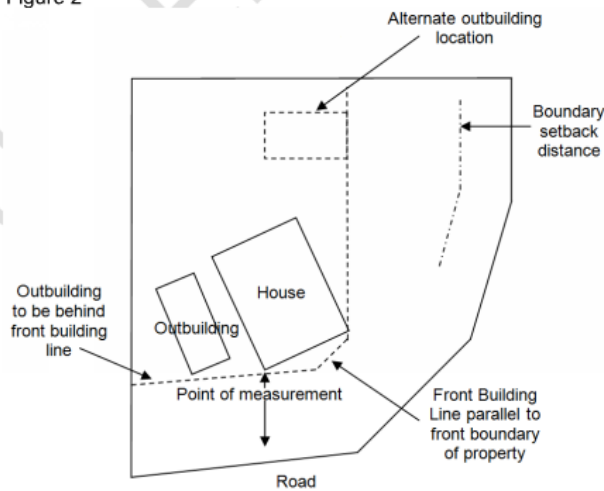 Figure 2
Alternate outbuilding
location
Boundary
setback
distance
House
Outbuilding
to be behind
front building
line
Outbuilding
Point of measurement
Front Building
Line parallel to
front boundary
of property
Road